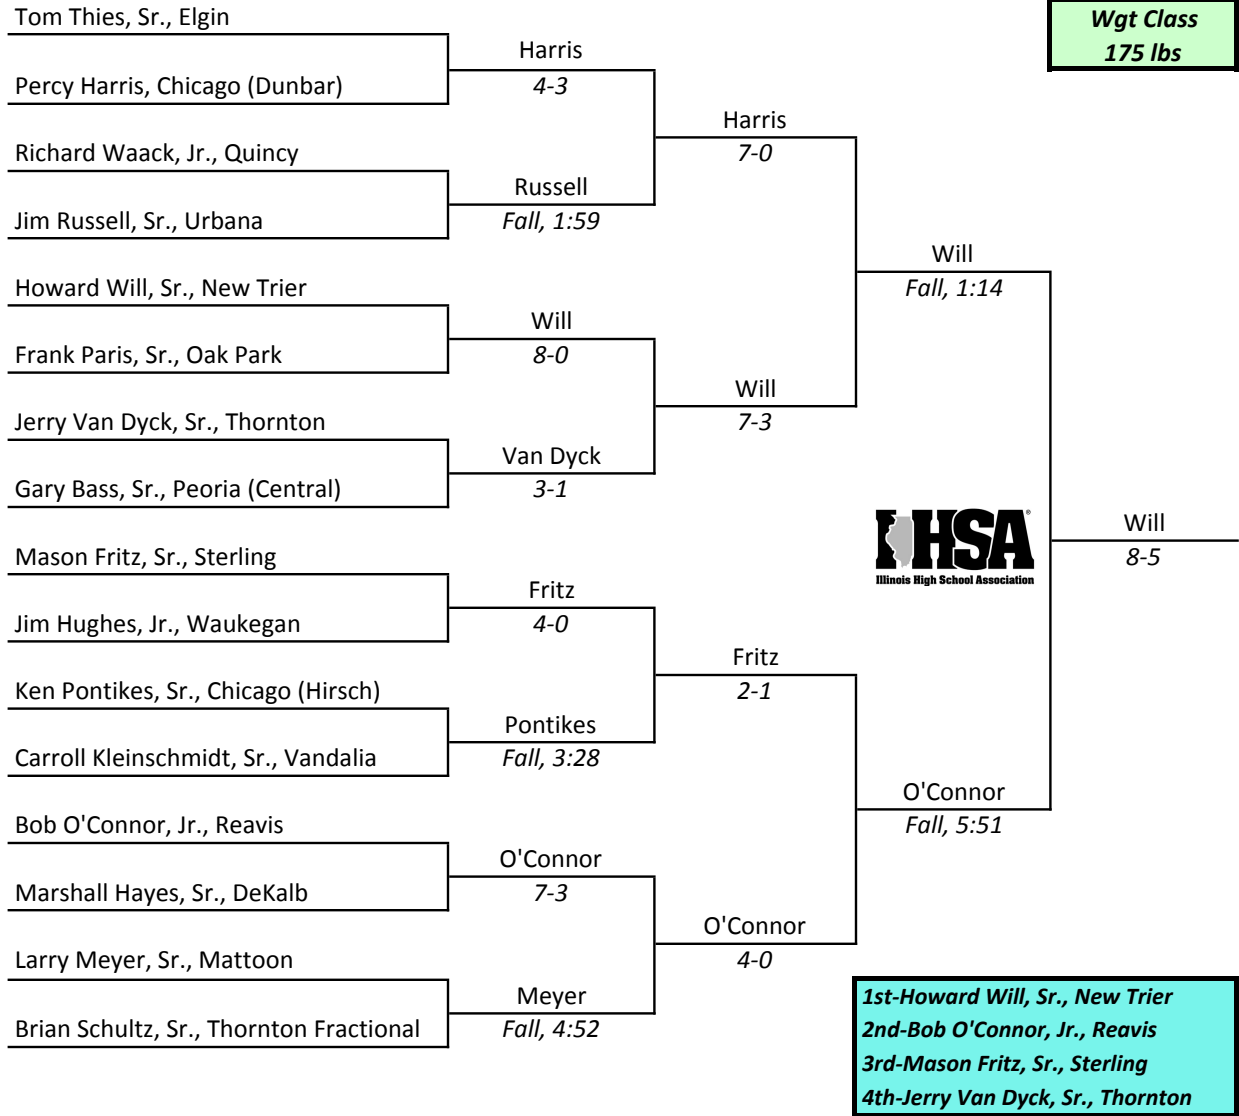 Tom Thies, Sr., Elgin
Wgt Class
175 lbs
Harris
4-3
Percy Harris, Chicago (Dunbar)
Harris
7-0
Richard Waack, Jr., Quincy
Russell
Fall, 1:59
Jim Russell, Sr., Urbana
Will
Fall, 1:14
Howard Will, Sr., New Trier
Will
8-0
Frank Paris, Sr., Oak Park
Will
7-3
Jerry Van Dyck, Sr., Thornton
Van Dyck
3-1
Gary Bass, Sr., Peoria (Central)
IHSA®
Illinois High School Association
Will
8-5
Mason Fritz, Sr., Sterling
Fritz
4-0
Jim Hughes, Jr., Waukegan
Fritz
2-1
Ken Pontikes, Sr., Chicago (Hirsch)
Pontikes
Fall, 3:28
Carroll Kleinschmidt, Sr., Vandalia
O'Connor
Fall, 5:51
Bob O'Connor, Jr., Reavis
O'Connor
7-3
Marshall Hayes, Sr., DeKalb
O'Connor
4-0
Larry Meyer, Sr., Mattoon
Meyer
Fall, 4:52
Brian Schultz, Sr., Thornton Fractional
1st-Howard Will, Sr., New Trier
2nd-Bob O'Connor, Jr., Reavis
3rd-Mason Fritz, Sr., Sterling
4th-Jerry Van Dyck, Sr., Thornton